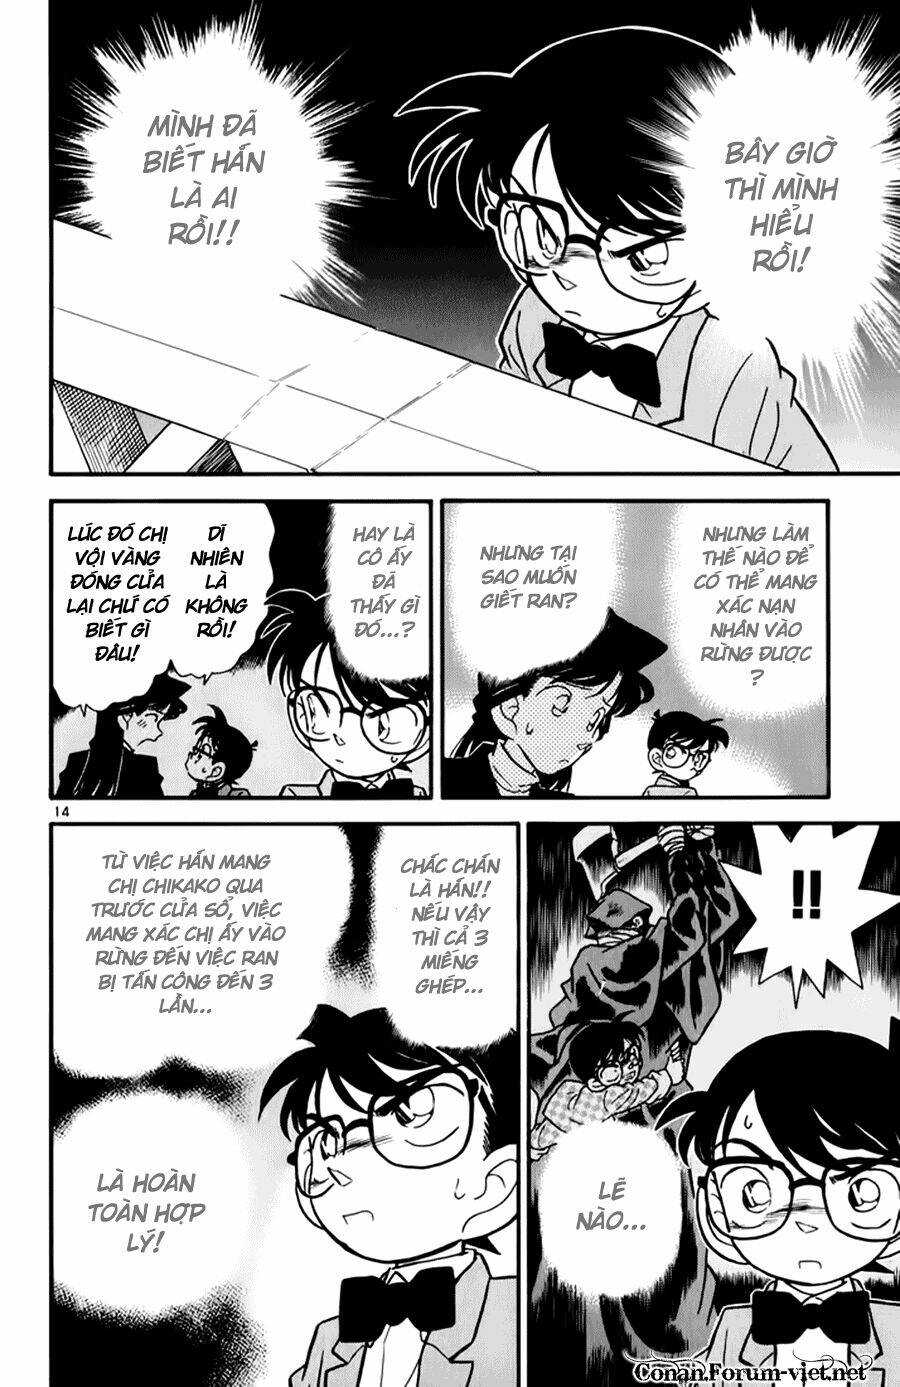 BÂY GIỜ
THÌ MÌNH
HIỂU
RỒI!
MÌNH ĐÃ
BIẾT HẮN
LÀ AI
RỒI!!
NHƯNG LÀM
THẾ NÀO ĐỂ
CÓ THỂ MANG
XÁC NẠN
NHÂN VÀO
RỪNG ĐƯỢC
?
NHƯNG TẠI
SAO MUỐN
GIẾT RAN?
HAY LÀ
CÔ ẤY
ĐÃ
THẤY GÌ
ĐÓ...?
DĨ
NHIÊN
LÀ
KHÔNG
RỒI!
LÚC ĐÓ CHỊ
VỘI VÀNG
ĐÓNG CỬA
LẠI CHỨ CÓ
BIẾT GÌ
ĐÂU!
14
!!
LẼ
NÀO...
CHẮC CHẮN
LÀ HẮN!!
NẾU VẬY
THÌ CẢ 3
MIẾNG
GHÉP...
TỪ VIỆC HẮN MANG
CHỊ CHIKAKO QUA
TRƯỚC CỬA SỔ, VIỆC
MANG XÁC CHỊ ẤY VÀO
RỪNG ĐẾN VIỆC RAN
BỊ TẤN CÔNG ĐẾN 3
LẦN...
LÀ HOÀN
TOÀN HỢP
LÝ!
Conan.Forum-viet.net